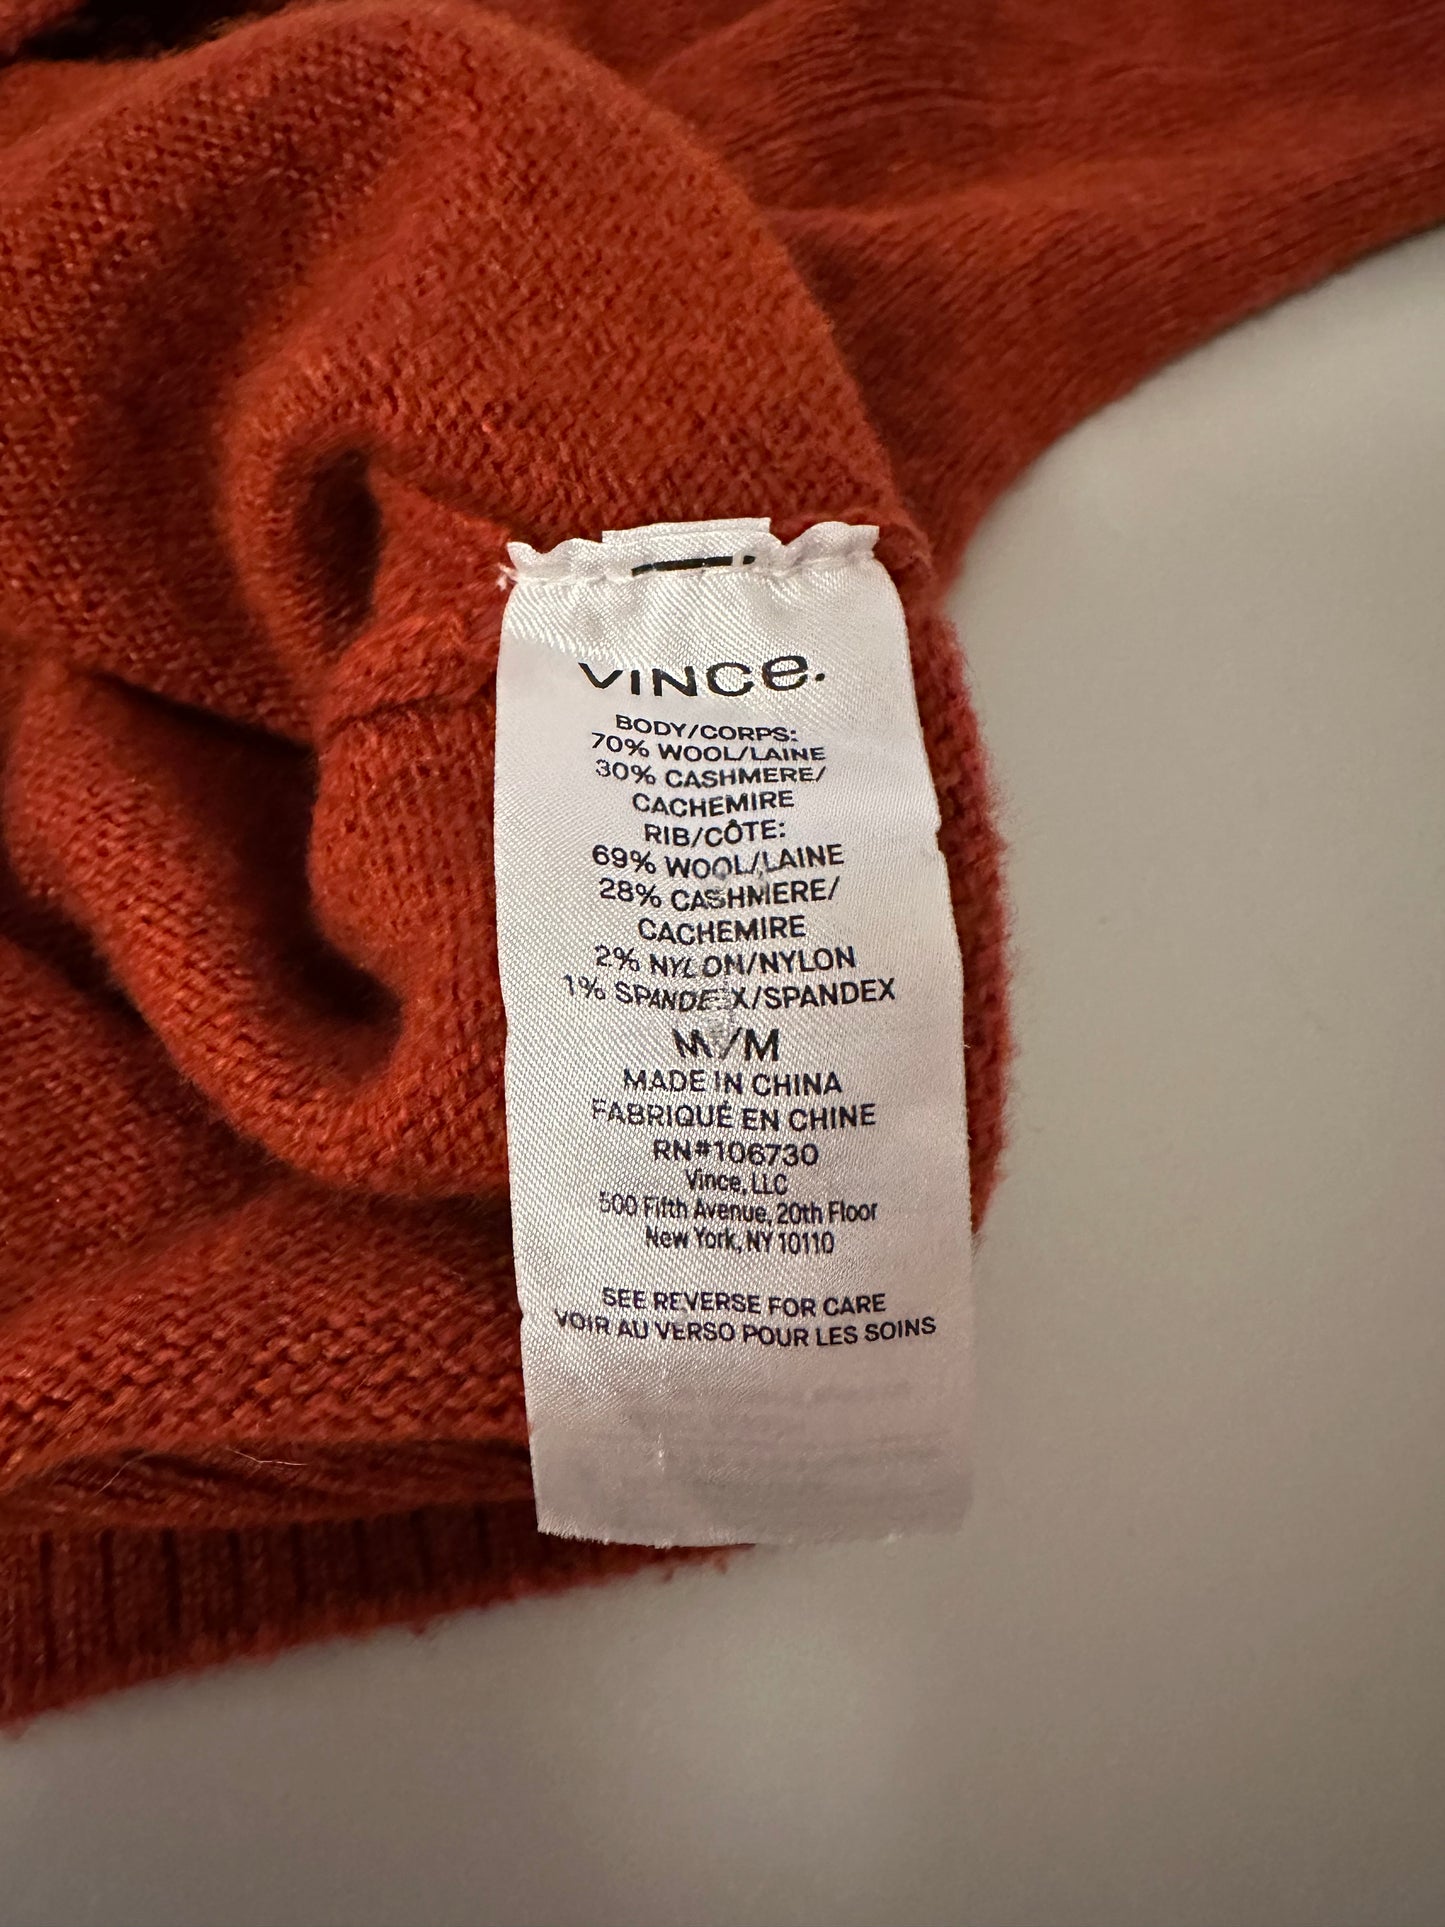 VINCE.
BODY/CORPS:
70% WOOL/LAINE
30% CASHMERE/
CACHEMIRE
RIB/CÔTE:
69% WOOL/LAINE
28% CASHMERE/
CACHEMIRE
2% NYLON/NYLON
1% SPANDEX/SPANDEX
M/M
MADE IN CHINA
FABRIQUÉ EN CHINE
RN#106730
Vince, LLC
500 Fifth Avenue, 20th Floor
New York, NY 10110
SEE REVERSE FOR CARE
VOIR AU VERSO POUR LES SOINS